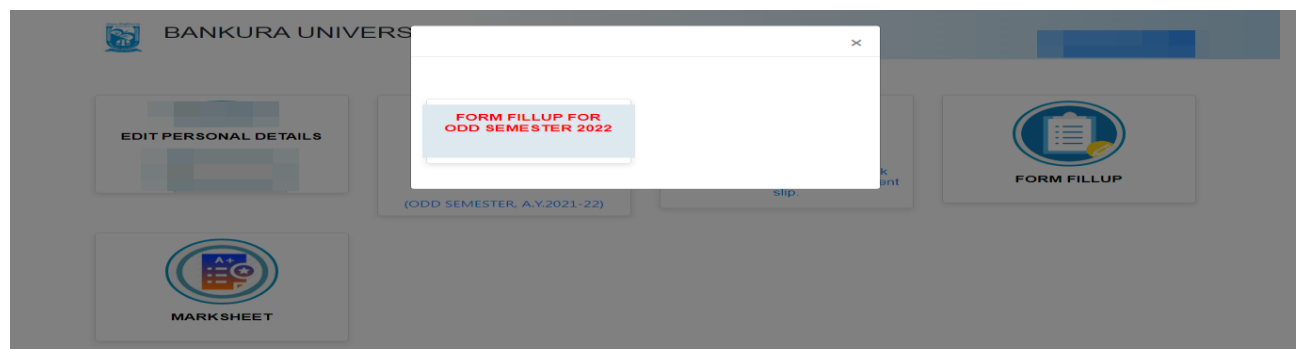 BANKURA UNIVERS
×
FORM FILLUP FOR
ODD SEMESTER 2022
EDIT PERSONAL DETAILS
(ODD SEMESTER, A.Y.2021-22)
slip.
FORM FILLUP
A+
MARKSHEET